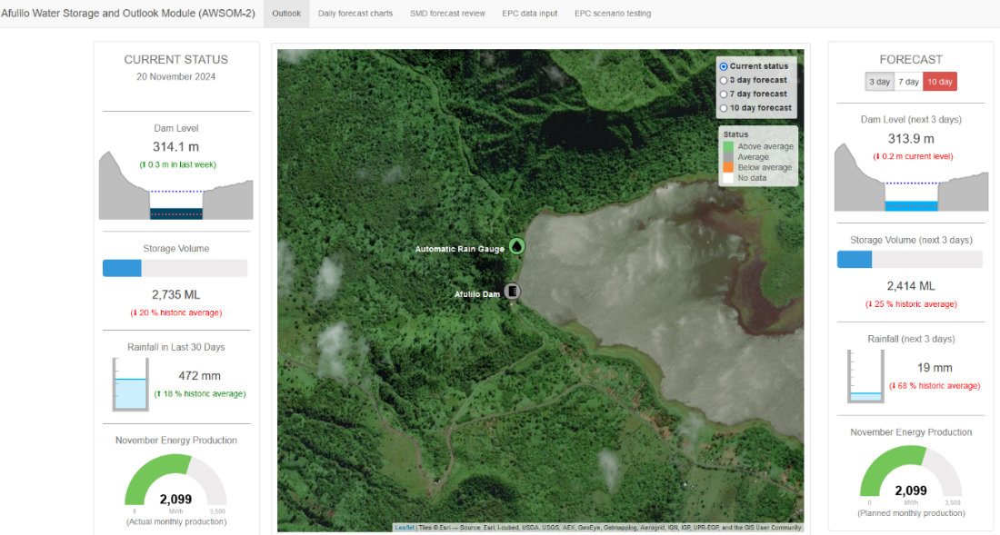 Afulilo Water Storage and Outlook Module (AWSOM-2)
Outlook
Daily forecast charts
SMD forecast review
EPC data input
EPC scenario testing
CURRENT STATUS
20 November 2024
Dam Level
314.1 m
(⬆ 0.3 m in last week)
Storage Volume
2,735 ML
(⬇ 20 % historic average)
Rainfall in Last 30 Days
472 mm
(⬆ 18 % historic average)
November Energy Production
2,099
0 MWh 3,500
(Actual monthly production)
Current status
3 day forecast
7 day forecast
10 day forecast
Status
Above average
Average
Below average
No data
Automatic Rain Gauge
Afulilo Dam
Leaflet | Tiles © Esri — Source: Esri, i-cubed, USDA, USGS, AEX, GeoEye, Getmapping, Aerogrid, IGN, IGP, UPR-EGP, and the GIS User Community
FORECAST
3 day 7 day 10 day
Dam Level (next 3 days)
313.9 m
(⬇ 0.2 m current level)
Storage Volume (next 3 days)
2,414 ML
(⬇ 25 % historic average)
Rainfall (next 3 days)
19 mm
(⬇ 68 % historic average)
November Energy Production
2,099
0 MWh 3,500
(Planned monthly production)